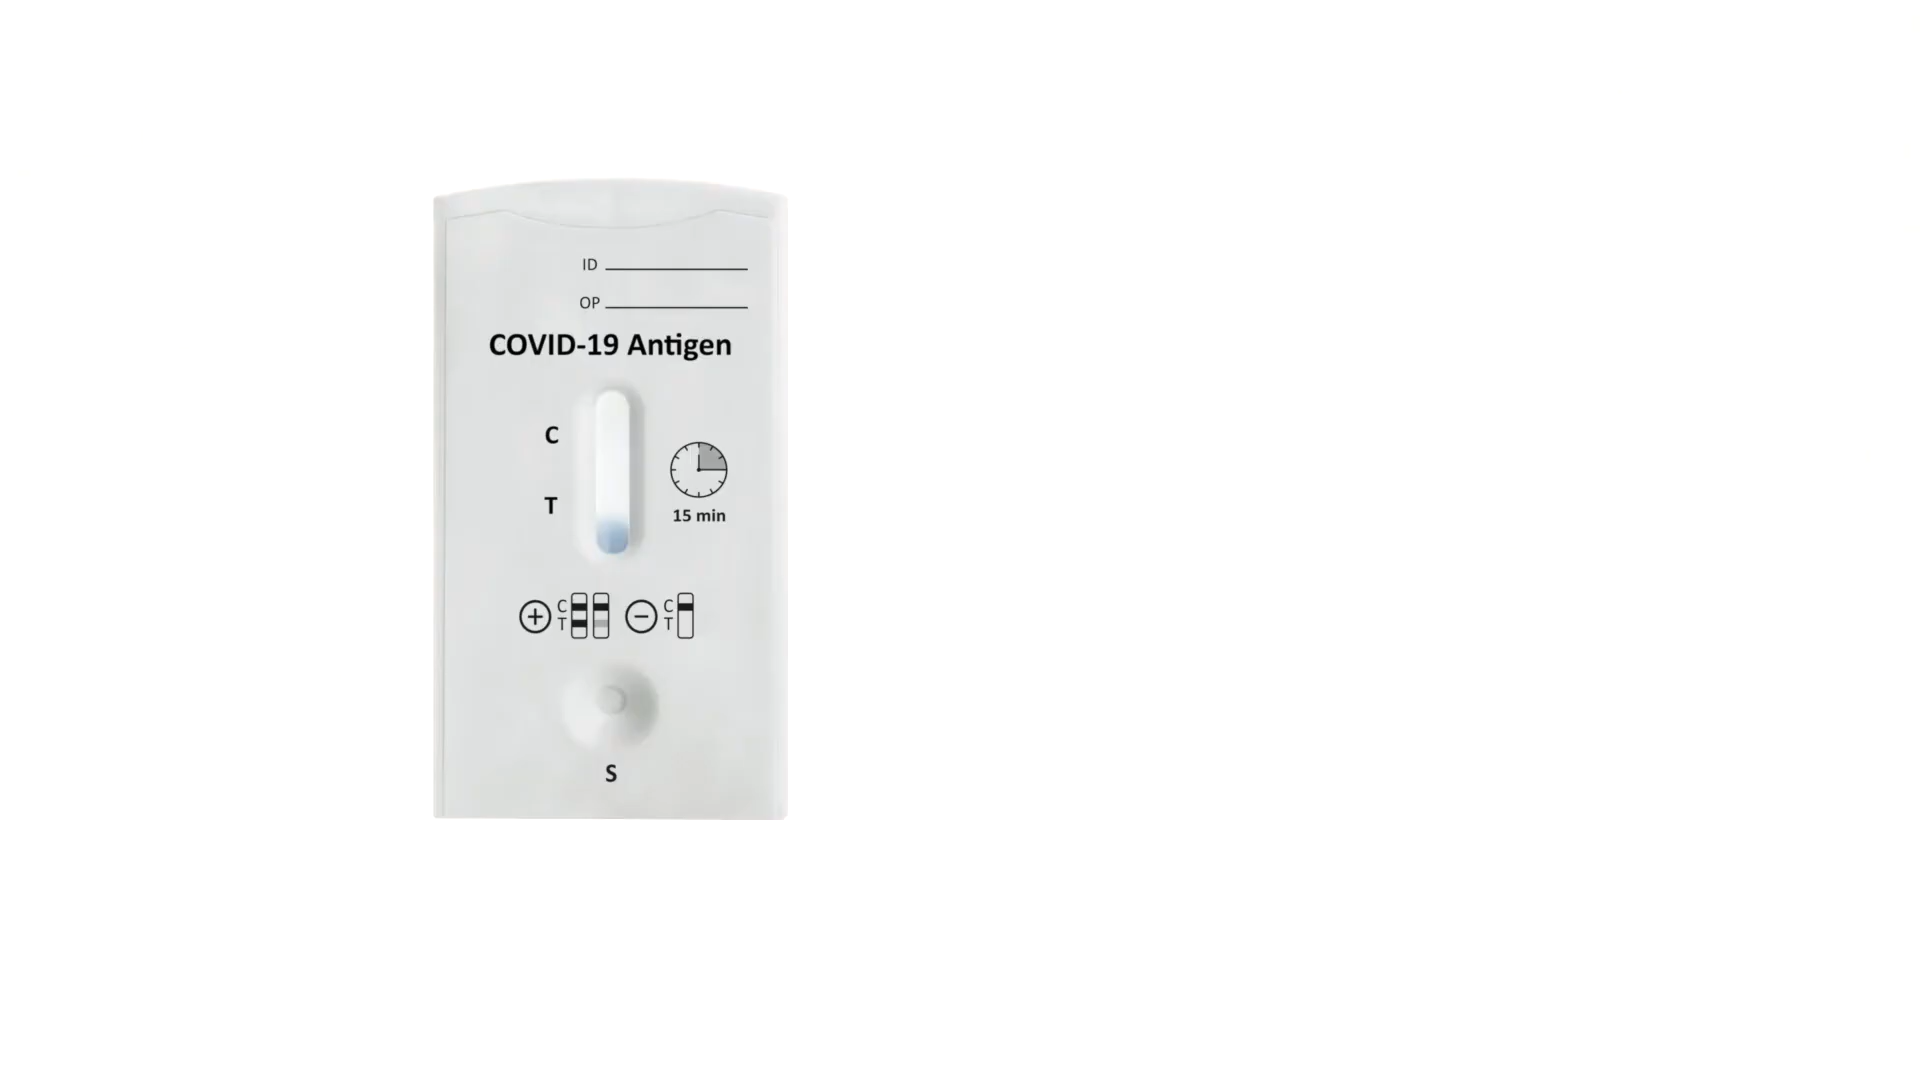 ID
OP
COVID-19 Antigen
C
T
15 min
+ C T - C T
S